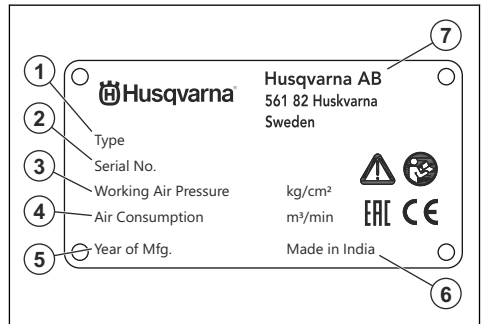 7
1
Husqvarna
Husqvarna AB
561 82 Huskvarna
Sweden
2
Type
Serial No.
3
Working Air Pressure kg/cm²
4
Air Consumption m³/min
EAC CE
5
Year of Mfg. Made in India
6